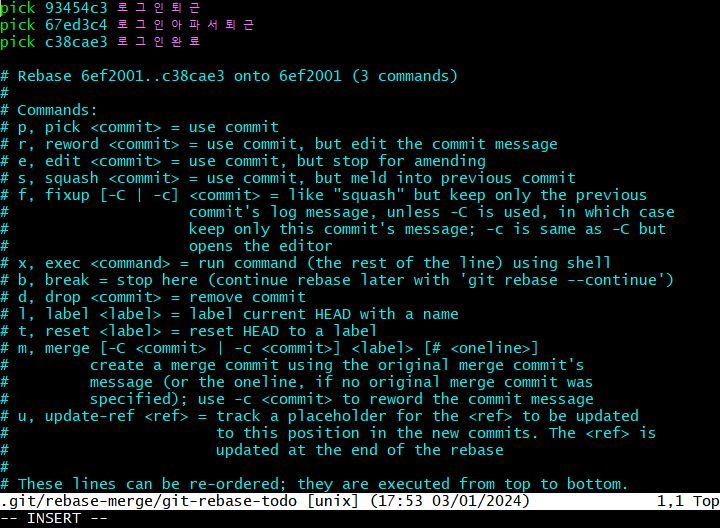 pick 93454c3 로그인퇴근
pick 67ed3c4 로그인아파서퇴근
pick c38cae3 로그인완료

# Rebase 6ef2001..c38cae3 onto 6ef2001 (3 commands)
#
# Commands:
# p, pick <commit> = use commit
# r, reword <commit> = use commit, but edit the commit message
# e, edit <commit> = use commit, but stop for amending
# s, squash <commit> = use commit, but meld into previous commit
# f, fixup [-C | -c] <commit> = like "squash" but keep only the previous
#                    commit's log message, unless -C is used, in which case
#                    keep only this commit's message; -c is same as -C but
#                    opens the editor
# x, exec <command> = run command (the rest of the line) using shell
# b, break = stop here (continue rebase later with 'git rebase --continue')
# d, drop <commit> = remove commit
# l, label <label> = label current HEAD with a name
# t, reset <label> = reset HEAD to a label
# m, merge [-C <commit> | -c <commit>] <label> [# <oneline>]
#         create a merge commit using the original merge commit's
#         message (or the oneline, if no original merge commit was
#         specified); use -c <commit> to reword the commit message
# u, update-ref <ref> = track a placeholder for the <ref> to be updated
#                       to this position in the new commits. The <ref> is
#                       updated at the end of the rebase
#
# These lines can be re-ordered; they are executed from top to bottom.
.git/rebase-merge/git-rebase-todo [unix] (17:53 03/01/2024) 1,1 Top
-- INSERT --